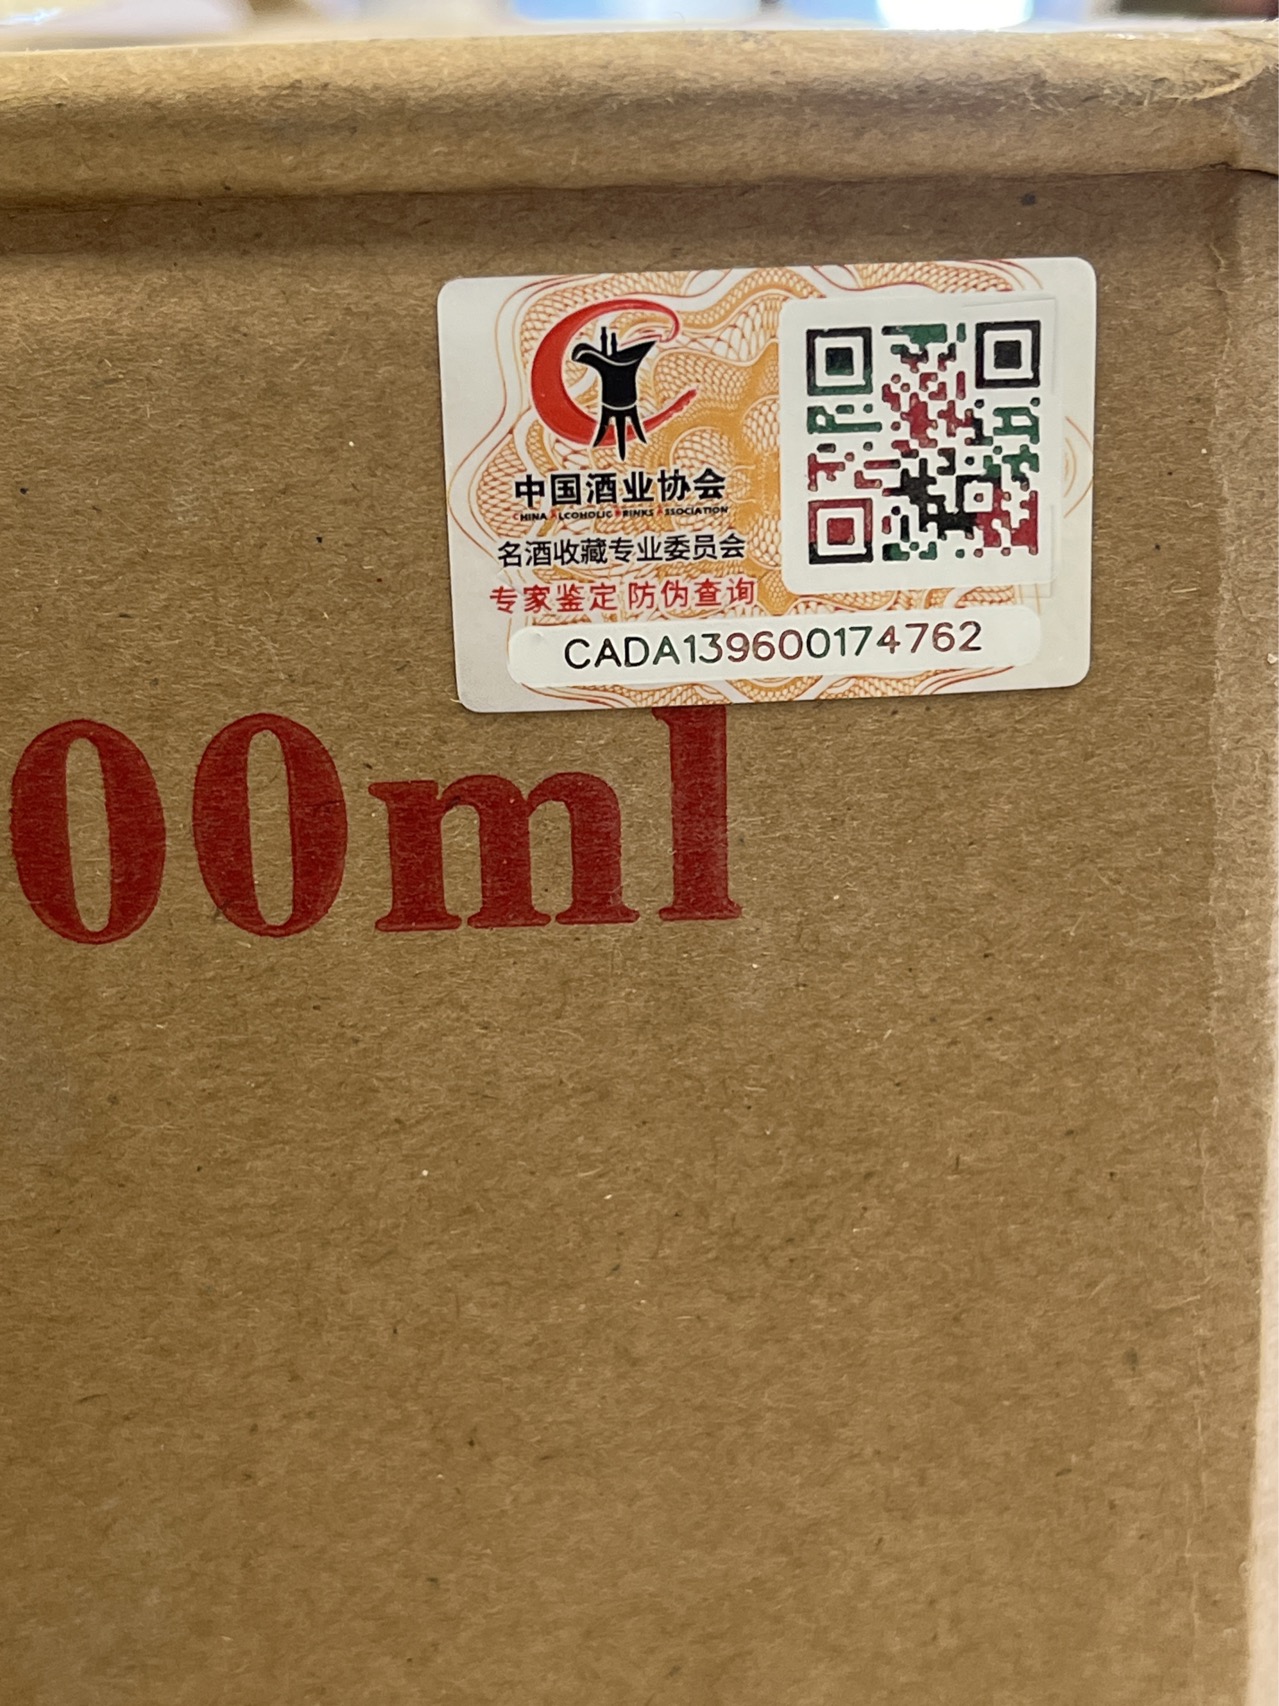 中国酒业协会
CHINA ALCOHOLIC DRINKS ASSOCIATION
名酒收藏专业委员会
专家鉴定 防伪查询
CADA139600174762
00ml